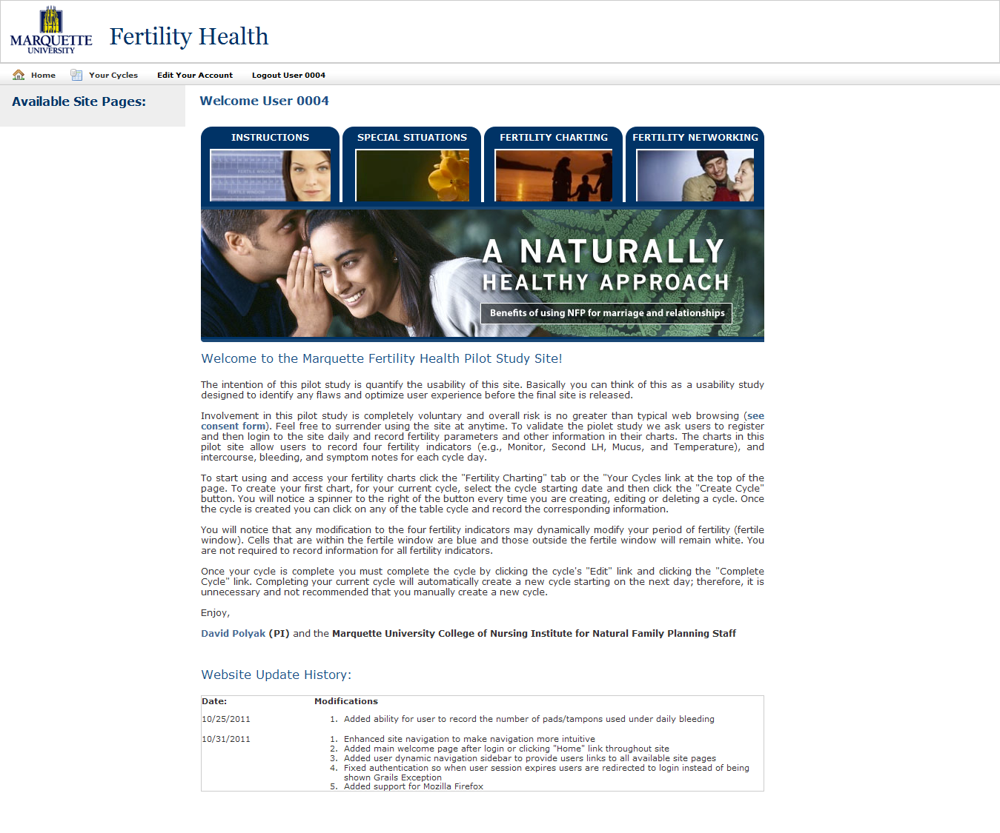 MARQUETTE
UNIVERSITY
Fertility Health
Home
Your Cycles
Edit Your Account
Logout User 0004
Available Site Pages:
Welcome User 0004
INSTRUCTIONS
SPECIAL SITUATIONS
FERTILITY CHARTING
FERTILITY NETWORKING
FERTILE WINDOW
FERTILE WINDOW
A NATURALLY
HEALTHY APPROACH
Benefits of using NFP for marriage and relationships
Welcome to the Marquette Fertility Health Pilot Study Site!
The intention of this pilot study is quantify the usability of this site. Basically you can think of this as a usability study
designed to identify any flaws and optimize user experience before the final site is released.
Involvement in this pilot study is completely voluntary and overall risk is no greater than typical web browsing (see
consent form). Feel free to surrender using the site at anytime. To validate the piolet study we ask users to register
and then login to the site daily and record fertility parameters and other information in their charts. The charts in this
pilot site allow users to record four fertility indicators (e.g., Monitor, Second LH, Mucus, and Temperature), and
intercourse, bleeding, and symptom notes for each cycle day.
To start using and access your fertility charts click the "Fertility Charting" tab or the "Your Cycles link at the top of the
page. To create your first chart, for your current cycle, select the cycle starting date and then click the "Create Cycle"
button. You will notice a spinner to the right of the button every time you are creating, editing or deleting a cycle. Once
the cycle is created you can click on any of the table cycle and record the corresponding information.
You will notice that any modification to the four fertility indicators may dynamically modify your period of fertility (fertile
window). Cells that are within the fertile window are blue and those outside the fertile window will remain white. You
are not required to record information for all fertility indicators.
Once your cycle is complete you must complete the cycle by clicking the cycle's "Edit" link and clicking the "Complete
Cycle" link. Completing your current cycle will automatically create a new cycle starting on the next day; therefore, it is
unnecessary and not recommended that you manually create a new cycle.
Enjoy,
David Polyak (PI) and the Marquette University College of Nursing Institute for Natural Family Planning Staff
Website Update History:
Date: Modifications
10/25/2011 1. Added ability for user to record the number of pads/tampons used under daily bleeding
10/31/2011 1. Enhanced site navigation to make navigation more intuitive
2. Added main welcome page after login or clicking "Home" link throughout site
3. Added user dynamic navigation sidebar to provide users links to all available site pages
4. Fixed authentication so when user session expires users are redirected to login instead of being
shown Grails Exception
5. Added support for Mozilla Firefox